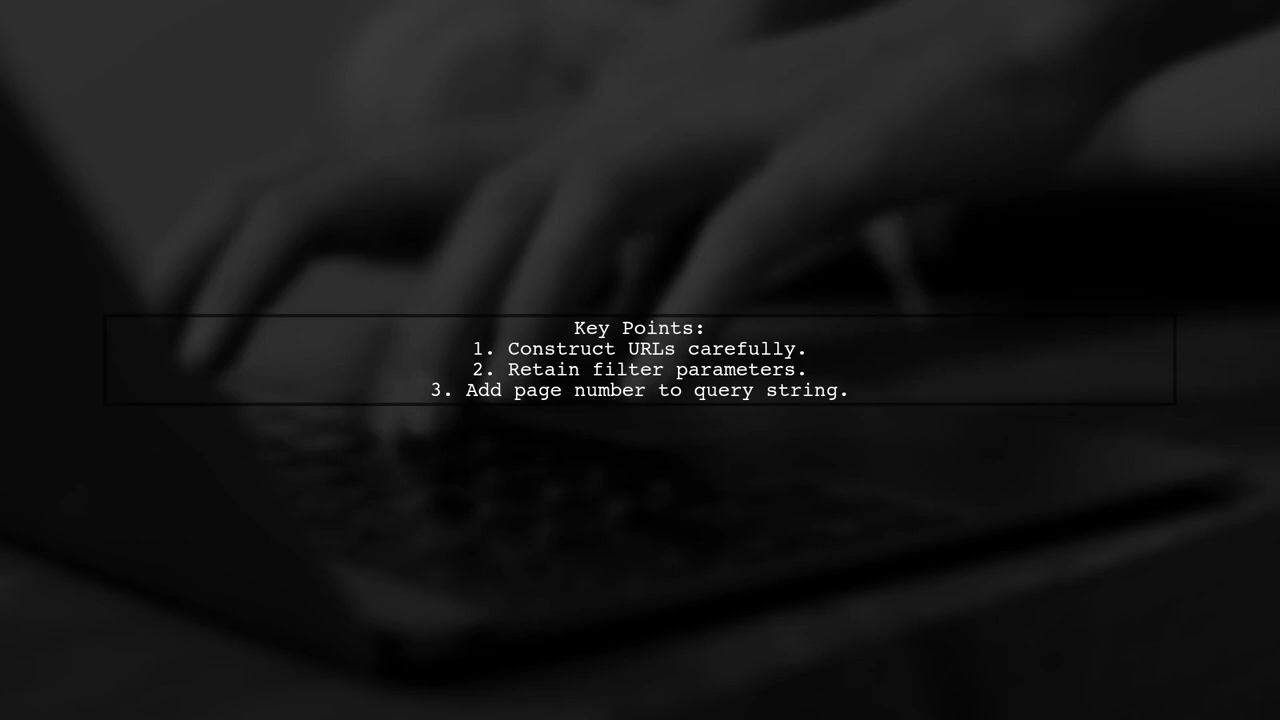 Key Points:
1. Construct URLs carefully.
2. Retain filter parameters.
3. Add page number to query string.